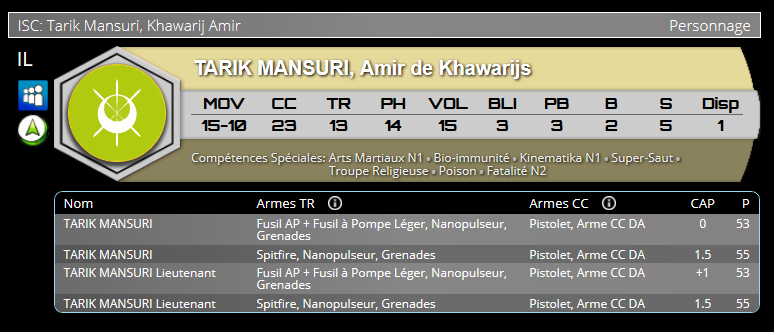 ISC: Tarik Mansuri, Khawarij Amir Personnage
IL
TARIK MANSURI, Amir de Khawarijs
MOV CC TR PH VOL BLI PB B S Disp
15-10 23 13 14 15 3 3 2 5 1
Compétences Spéciales: Arts Martiaux N1 • Bio-immunité • Kinematika N1 • Super-Saut •
Troupe Religieuse • Poison • Fatalité N2
Nom Armes TR Armes CC CAP P
TARIK MANSURI Fusil AP + Fusil à Pompe Léger, Nanopulseur, Pistolet, Arme CC DA 0 53
Grenades
TARIK MANSURI Spitfire, Nanopulseur, Grenades Pistolet, Arme CC DA 1.5 55
TARIK MANSURI Lieutenant Fusil AP + Fusil à Pompe Léger, Nanopulseur, Pistolet, Arme CC DA +1 53
Grenades
TARIK MANSURI Lieutenant Spitfire, Nanopulseur, Grenades Pistolet, Arme CC DA 1.5 55